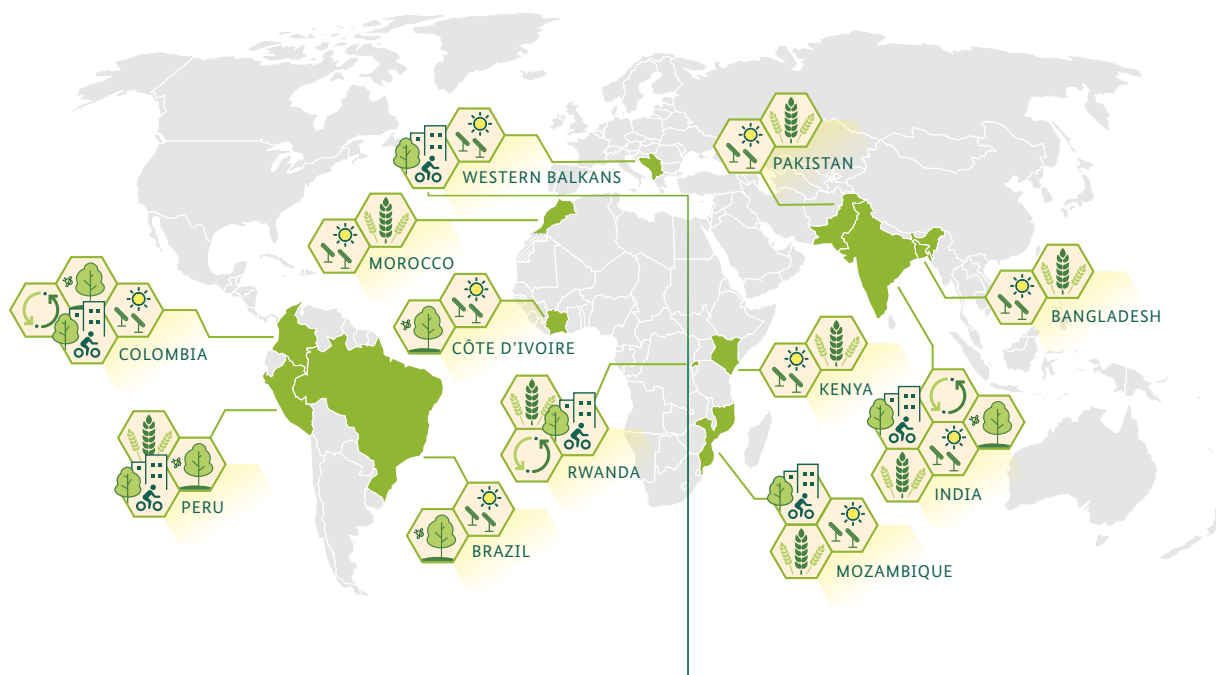 WESTERN BALKANS
PAKISTAN
MOROCCO
BANGLADESH
COLOMBIA
CÔTE D'IVOIRE
KENYA
RWANDA
INDIA
PERU
BRAZIL
MOZAMBIQUE